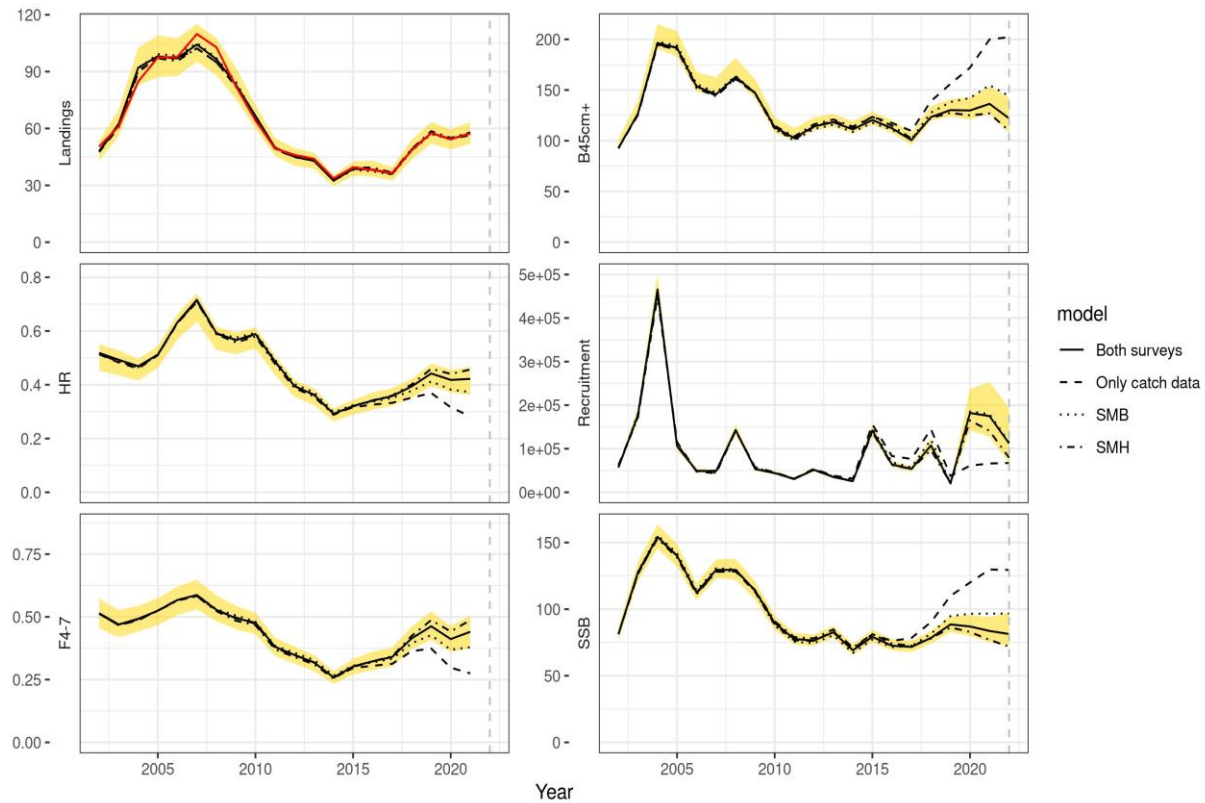 120
90
60
30
0
Landings
200
150
100
50
0
B45cm+
0.8
0.6
0.4
0.2
0.0
HR
5e+05
4e+05
3e+05
2e+05
1e+05
0e+00
Recruitment
0.75
0.50
0.25
0.00
F4-7
150
100
50
0
SSB
2005 2010 2015 2020
2005 2010 2015 2020
Year
model
Both surveys
Only catch data
SMB
SMH